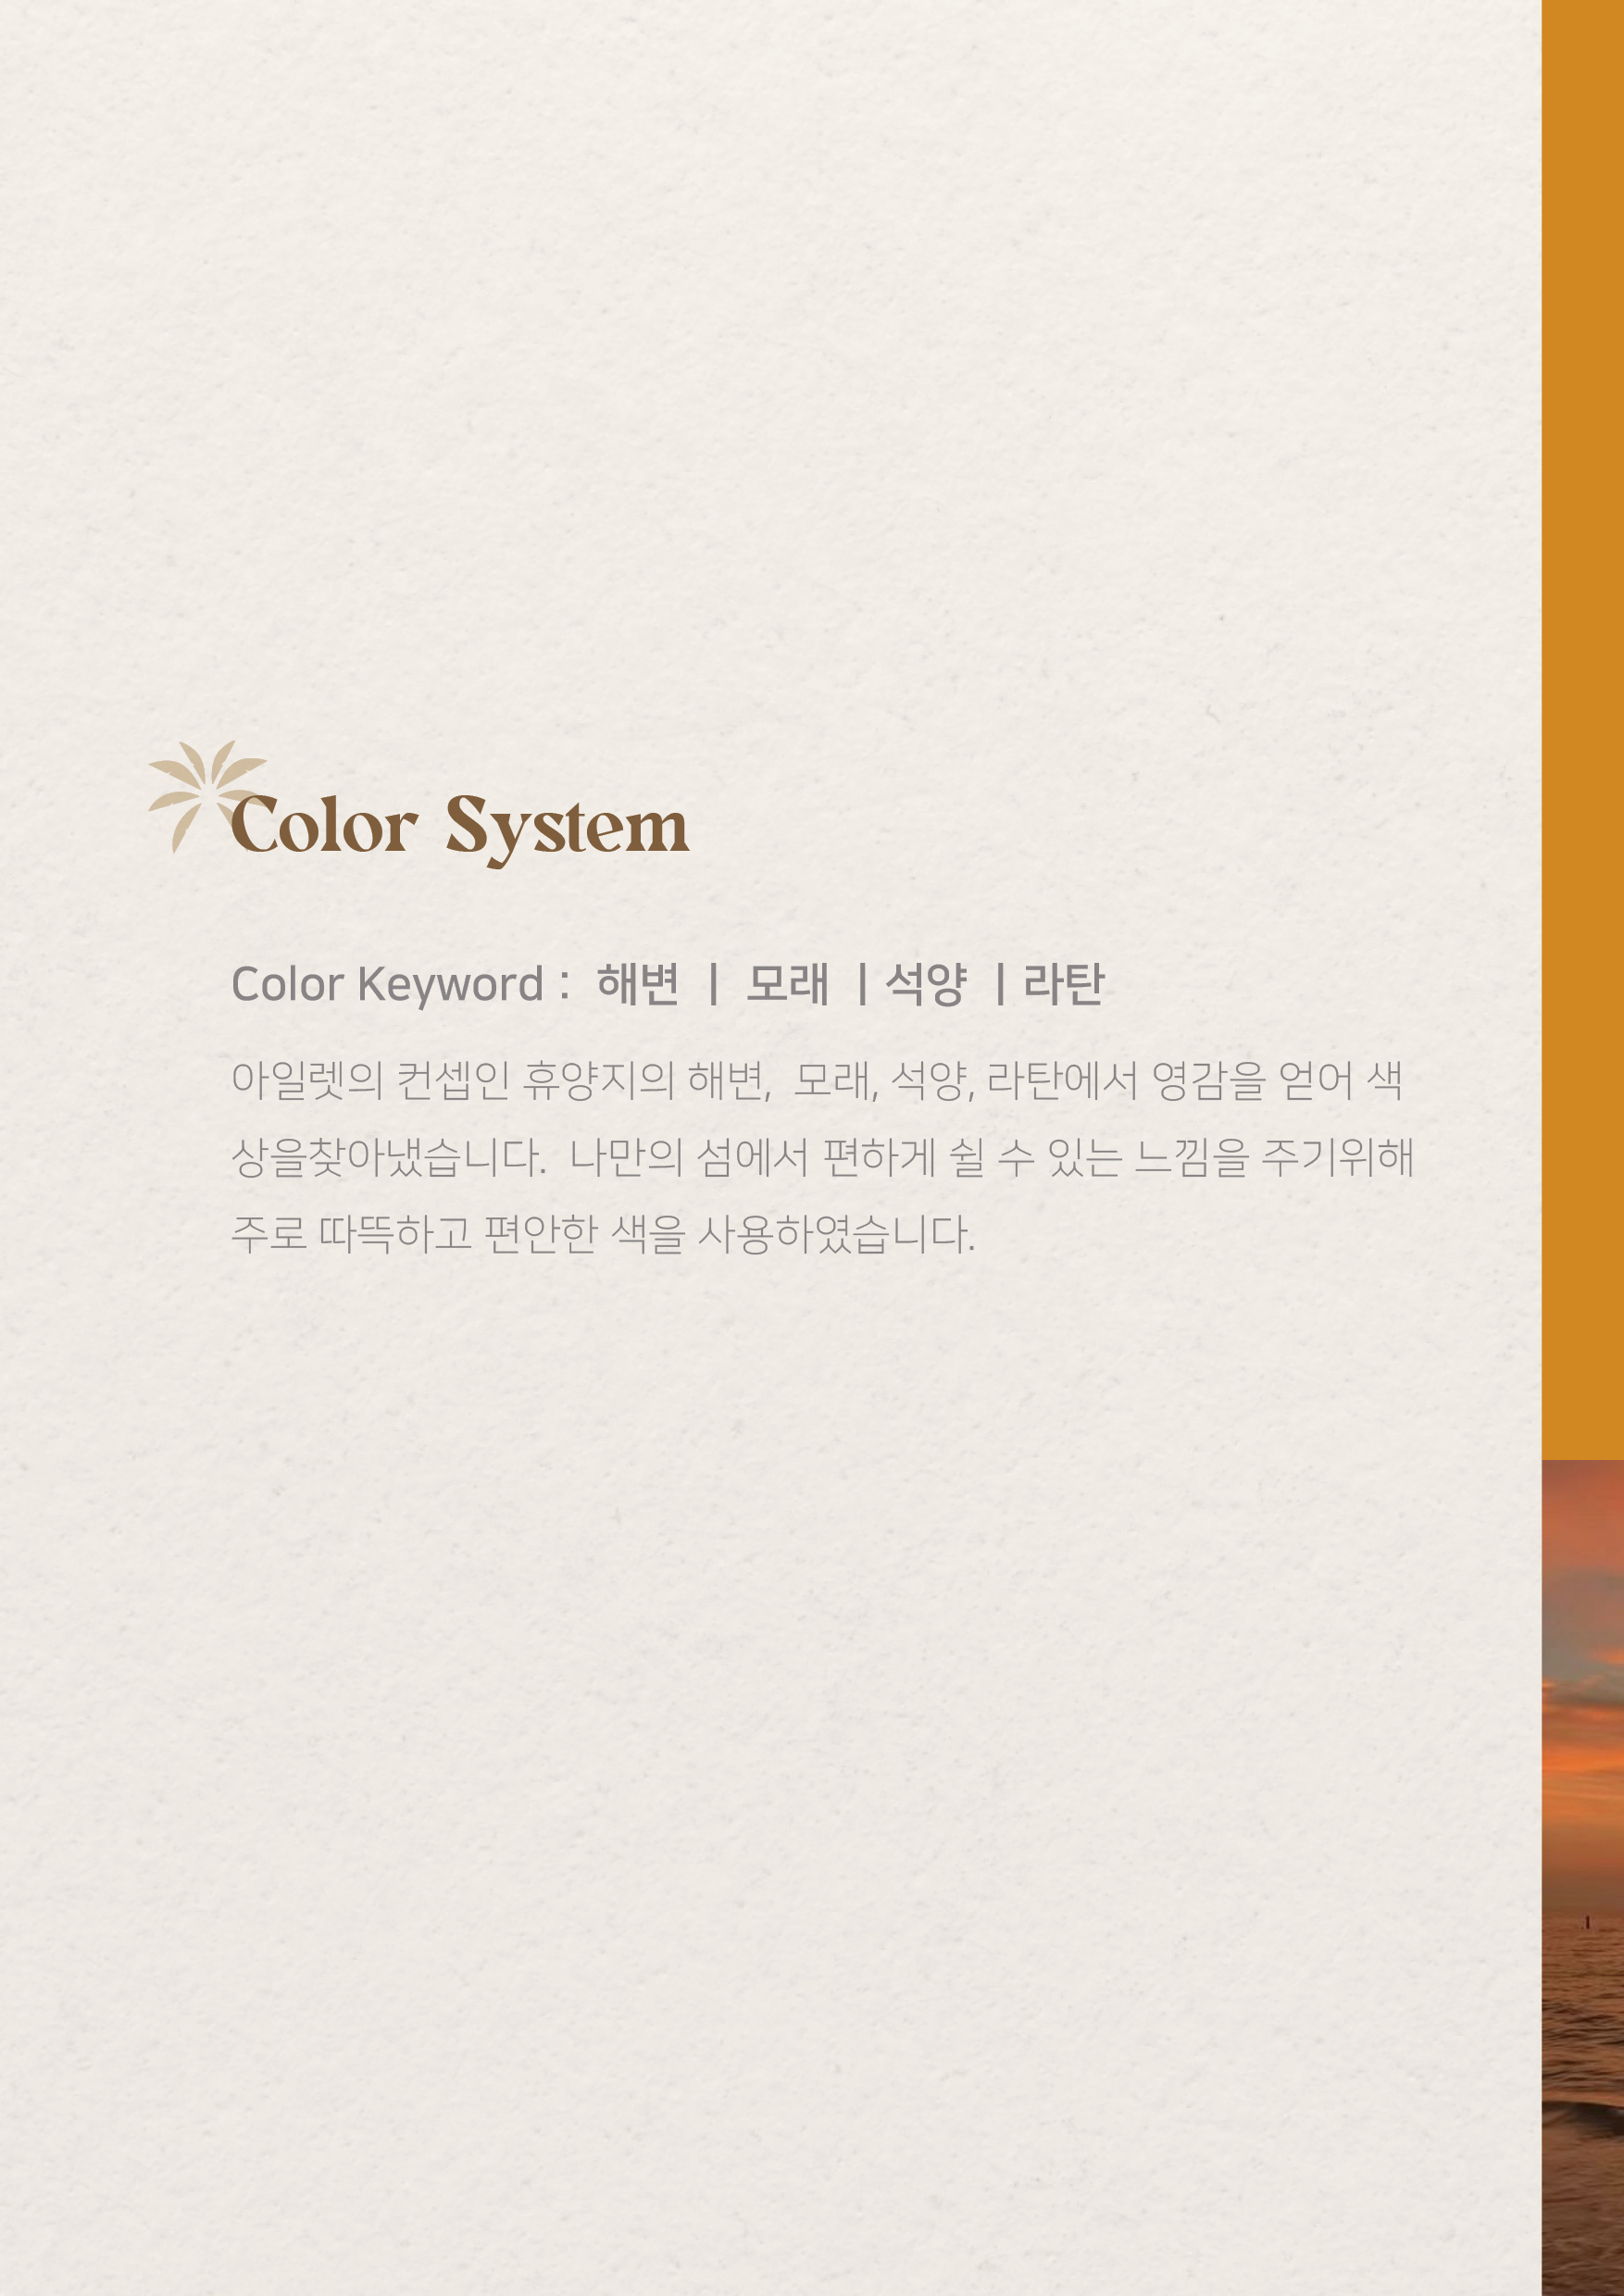 Color System
Color Keyword : 해변 | 모래 | 석양 | 라탄
아일렛의 컨셉인 휴양지의 해변, 모래, 석양, 라탄에서 영감을 얻어 색
상을찾아냈습니다. 나만의 섬에서 편하게 쉴 수 있는 느낌을 주기위해
주로 따뜩하고 편안한 색을 사용하였습니다.